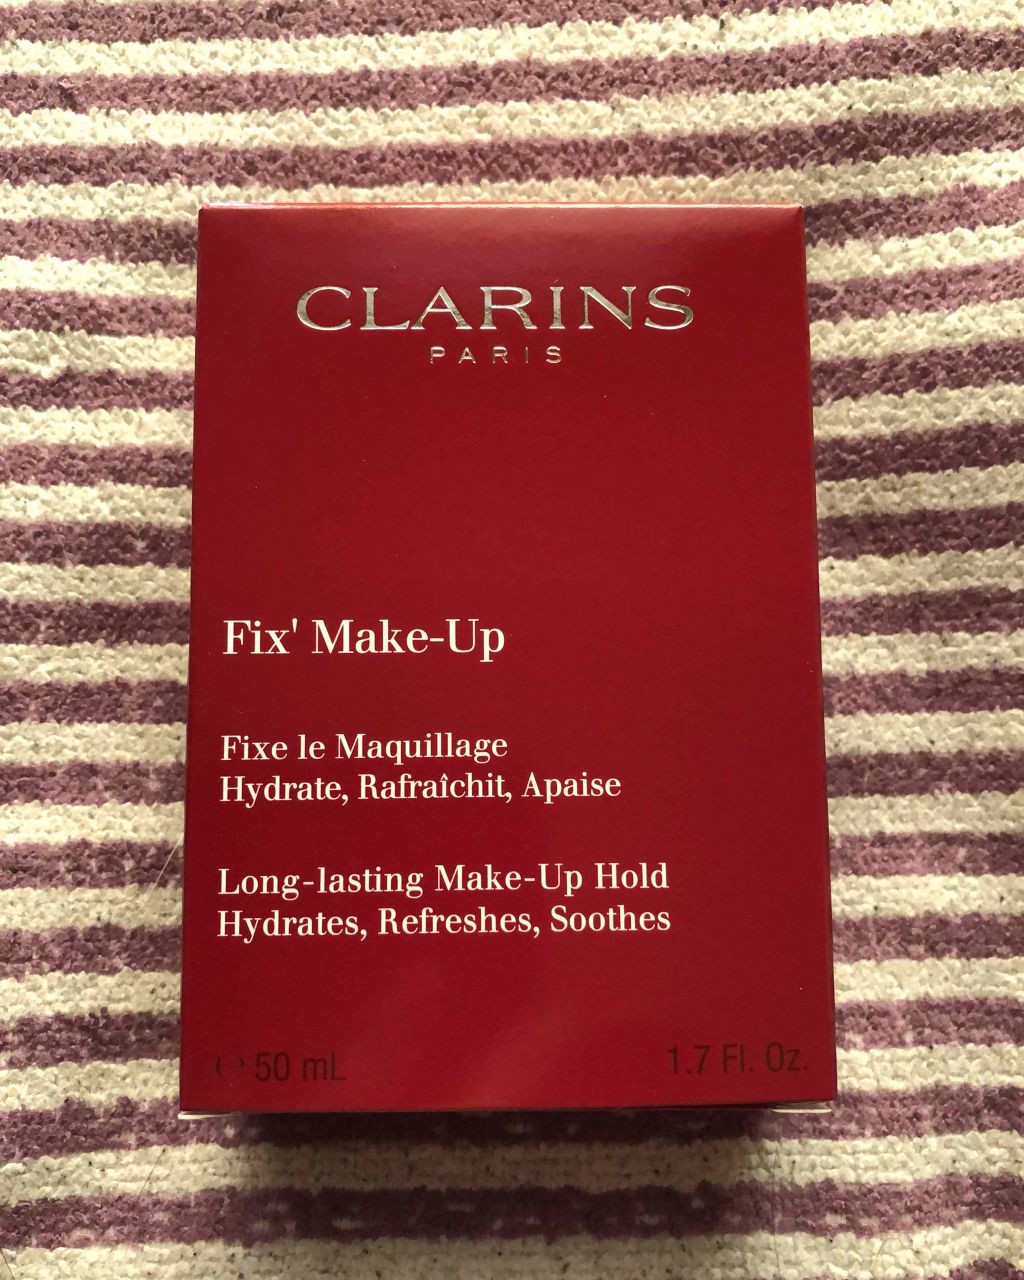 CLARINS
PARIS
Fix' Make-Up
Fixe le Maquillage
Hydrate, Rafraîchit, Apaise
Long-lasting Make-Up Hold
Hydrates, Refreshes, Soothes
℮ 50 mL 1.7 Fl. Oz.